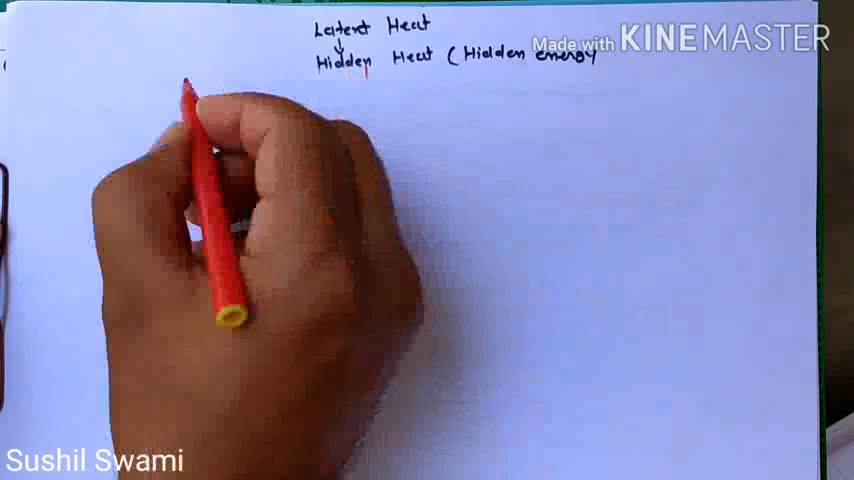 Latent Heat
Hidden Heat (Hidden energy
Made with KINEMASTER
Sushil Swami